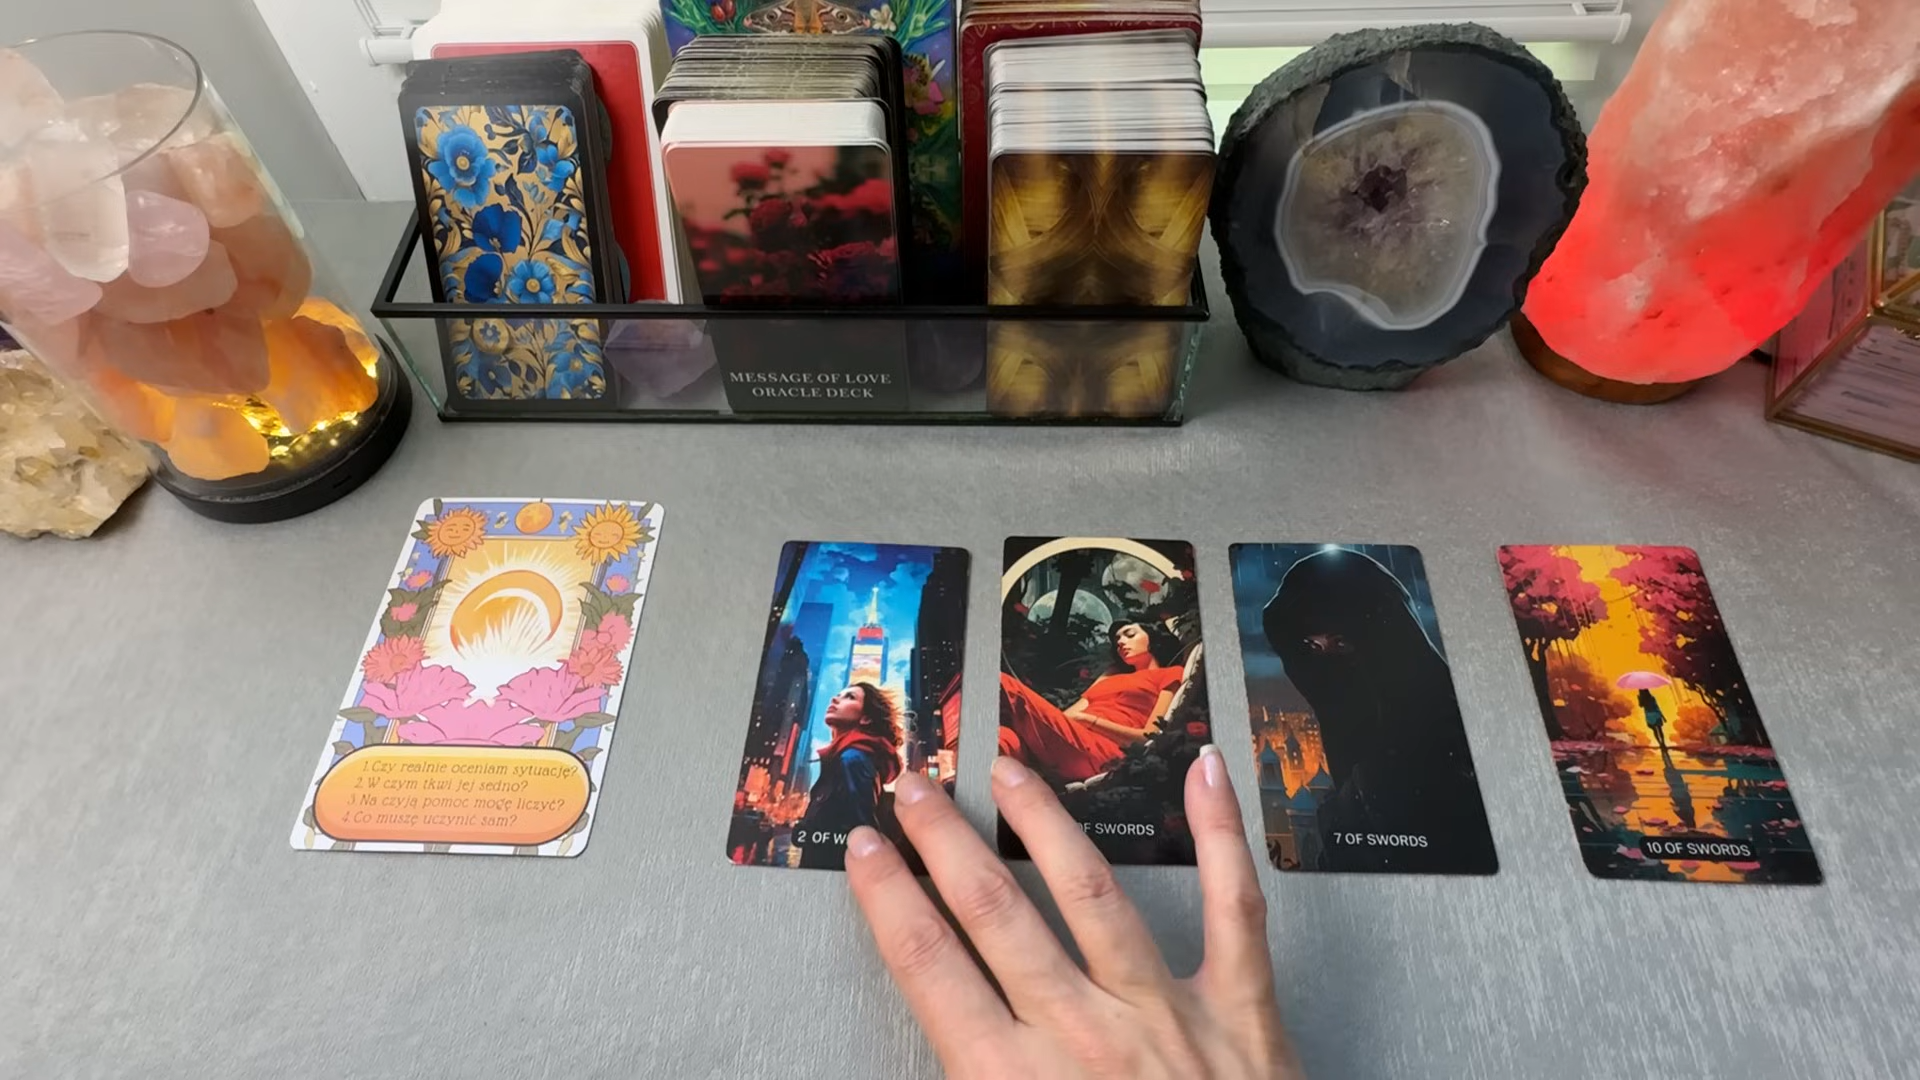 MESSAGE OF LOVE
ORACLE DECK
1. Czy realnie oceniam sytuację?
2. W czym tkwi jej sedno?
3. Na czyją pomoc mogę liczyć?
4. Co muszę uczynić sam?
2 OF W
OF SWORDS
7 OF SWORDS
10 OF SWORDS